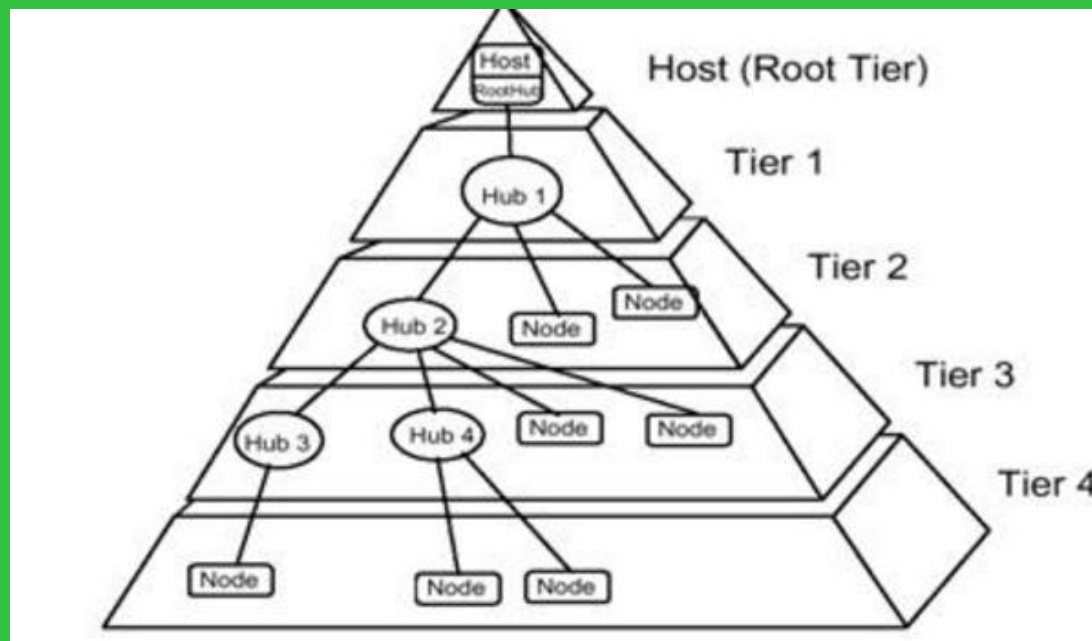 Host
RootHub
Host (Root Tier)
Hub 1
Tier 1
Tier 2
Node
Hub 2
Node
Tier 3
Hub 3
Hub 4
Node
Node
Tier 4
Node
Node
Node